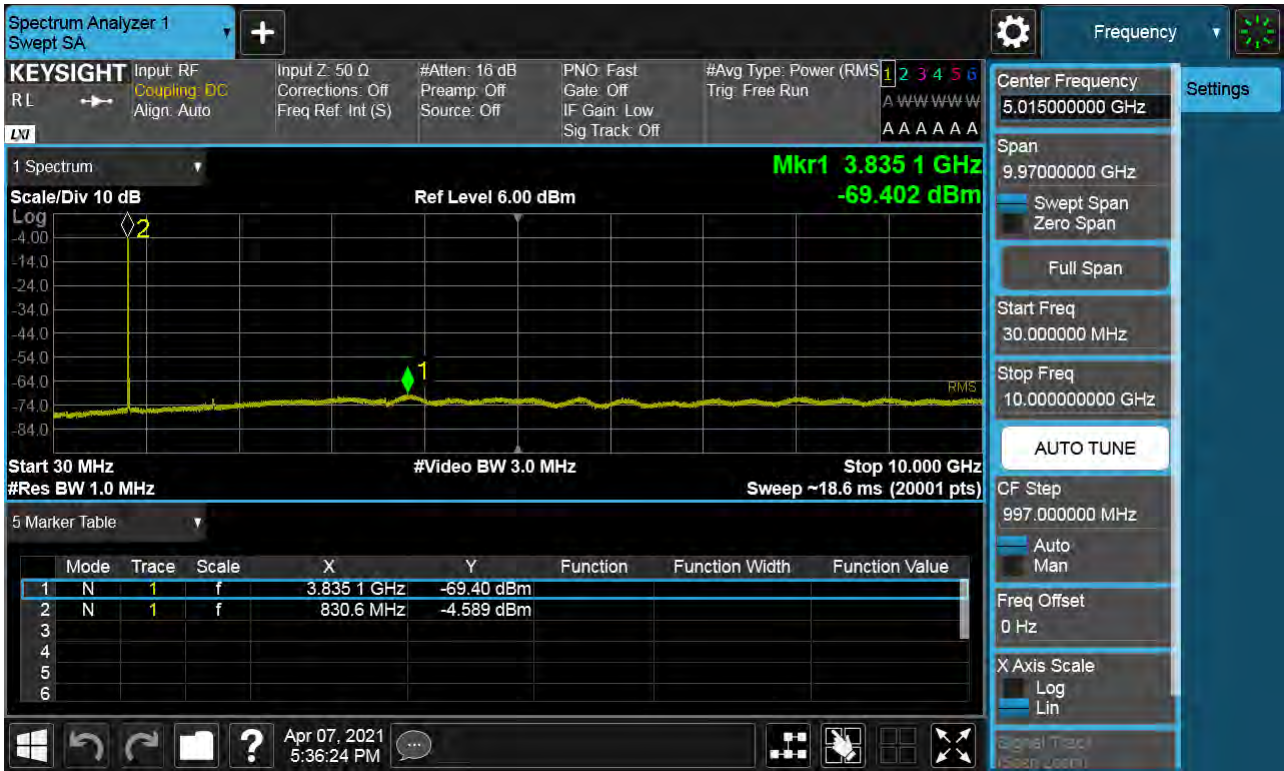 Spectrum Analyzer 1
Swept SA
+
Frequency
KEYSIGHT
RL
LXI
Input: RF
Coupling: DC
Align: Auto
Input Z: 50 Ω
Corrections: Off
Freq Ref: Int (S)
#Atten: 16 dB
Preamp: Off
Source: Off
PNO: Fast
Gate: Off
IF Gain: Low
Sig Track: Off
#Avg Type: Power (RMS
Trig: Free Run
1 2 3 4 5 6
A W W W W W
A A A A A A
1 Spectrum
Mkr1 3.835 1 GHz
Scale/Div 10 dB
Ref Level 6.00 dBm
-69.402 dBm
Log
2
-4.00
-14.0
-24.0
-34.0
-44.0
-54.0
1
-64.0
RMS
-74.0
-84.0
Start 30 MHz
#Video BW 3.0 MHz
Stop 10.000 GHz
#Res BW 1.0 MHz
Sweep ~18.6 ms (20001 pts)
5 Marker Table
Mode Trace Scale X Y Function Function Width Function Value
1 N 1 f 3.835 1 GHz -69.40 dBm
2 N 1 f 830.6 MHz -4.589 dBm
3
4
5
6
Apr 07, 2021
5:36:24 PM
Center Frequency
5.015000000 GHz
Settings
Span
9.97000000 GHz
Swept Span
Zero Span
Full Span
Start Freq
30.000000 MHz
Stop Freq
10.000000000 GHz
AUTO TUNE
CF Step
997.000000 MHz
Auto
Man
Freq Offset
0 Hz
X Axis Scale
Log
Lin
Signal Track
(Span Zoom)